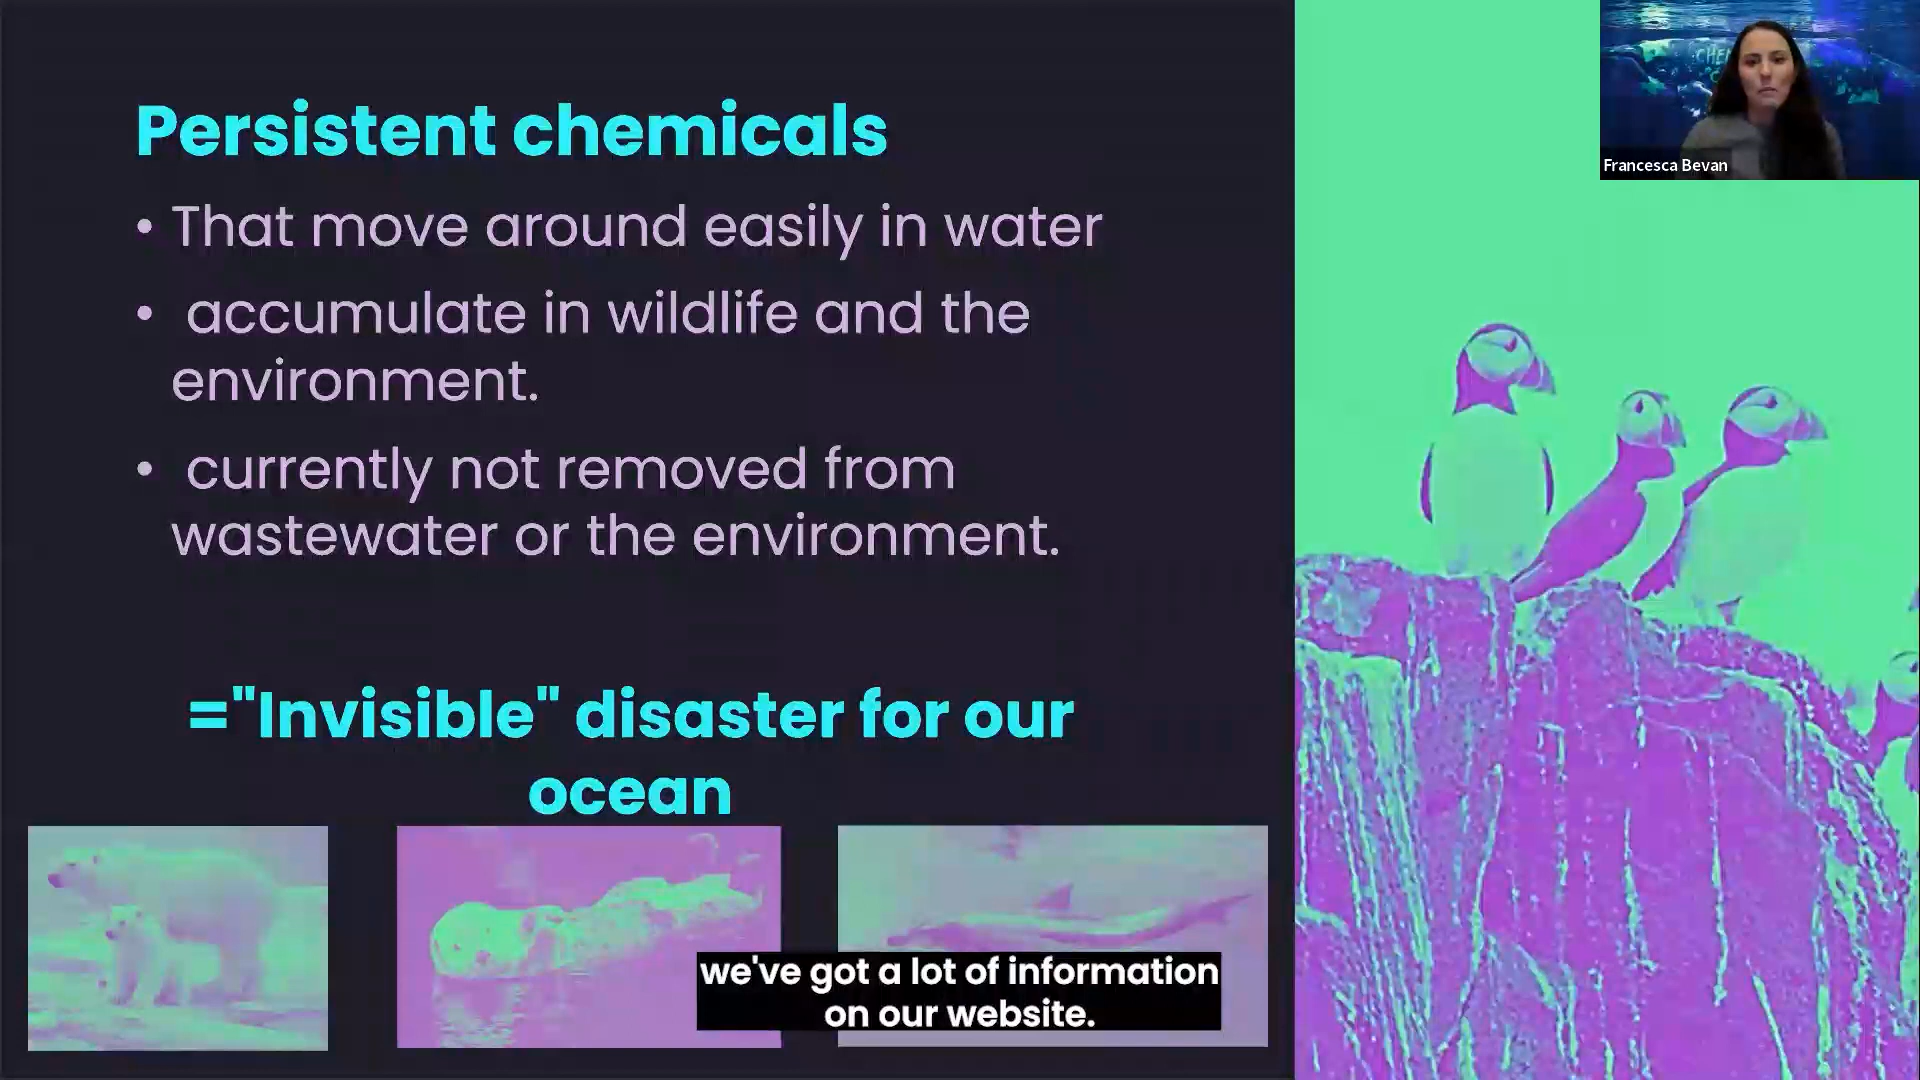 Persistent chemicals
• That move around easily in water
• accumulate in wildlife and the
environment.
• currently not removed from
wastewater or the environment.
="Invisible" disaster for our
ocean
we've got a lot of information
on our website.
Francesca Bevan